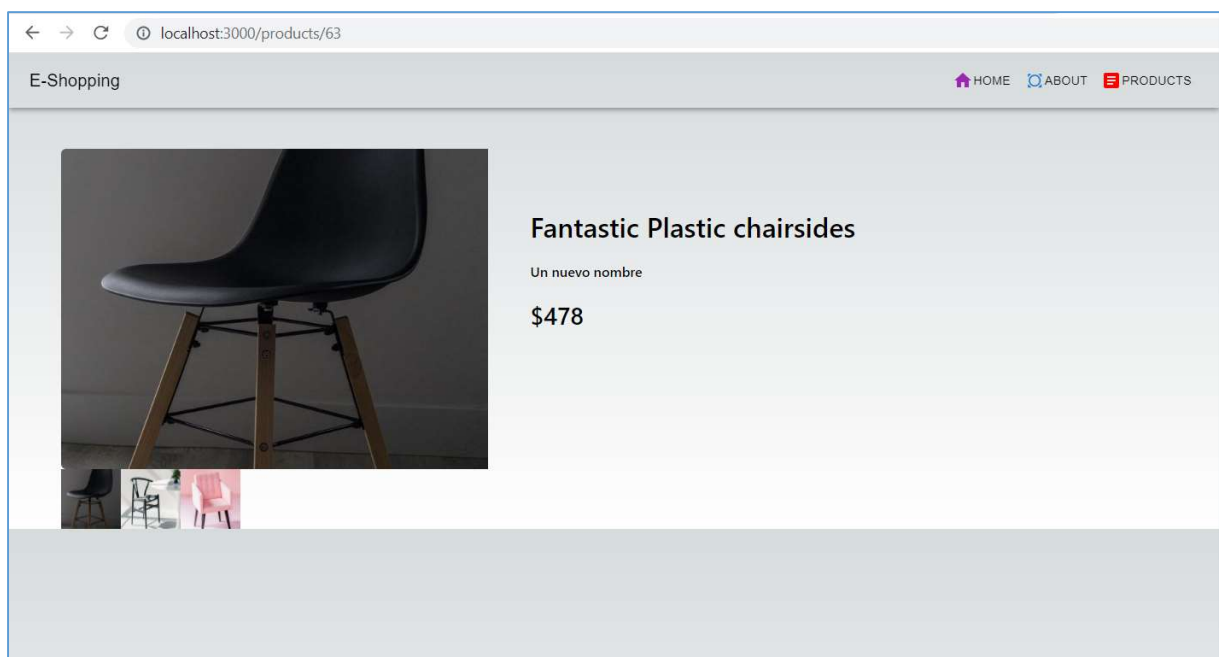 localhost:3000/products/63
E-Shopping
HOME
ABOUT
PRODUCTS
Fantastic Plastic chairsides
Un nuevo nombre
$478